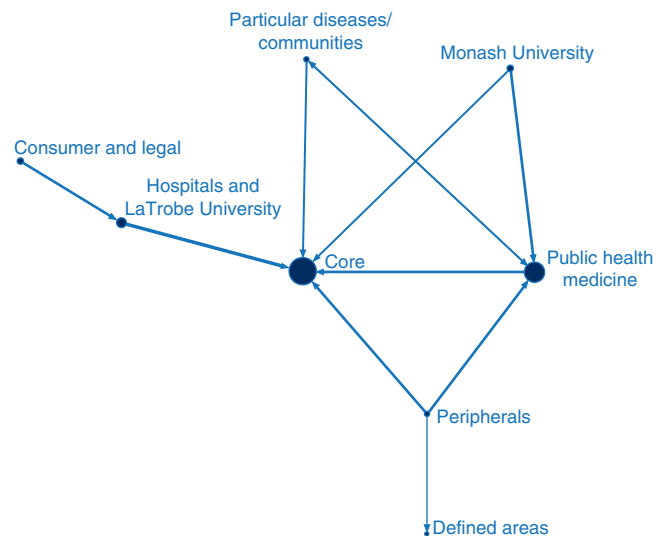 Particular diseases/
communities
Monash University
Consumer and legal
Hospitals and
LaTrobe University
Core
Public health
medicine
Peripherals
Defined areas